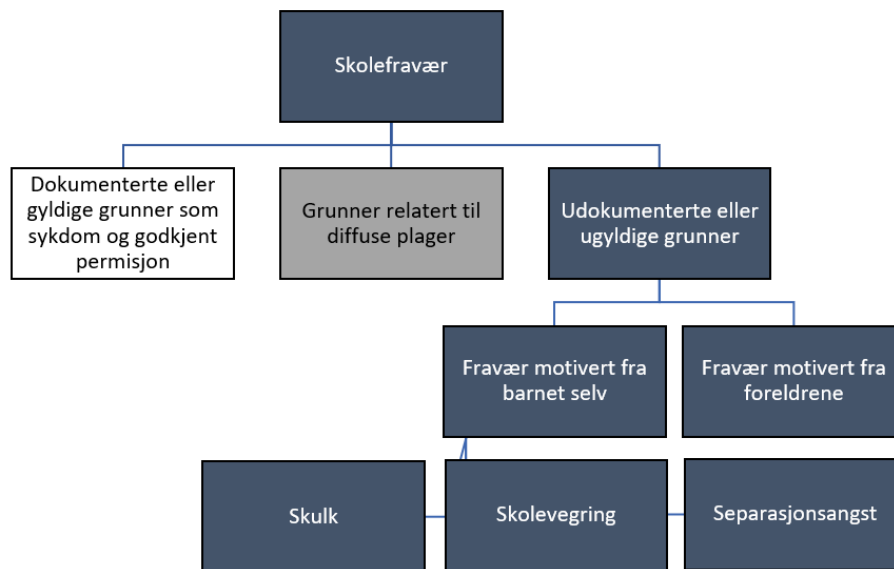 Skolefravær
Dokumenterte eller
gyldige grunner som
sykdom og godkjent
permisjon
Grunner relatert til
diffuse plager
Udokumenterte eller
ugyldige grunner
Fravær motivert fra
barnet selv
Fravær motivert fra
foreldrene
Skulk
Skolevegring
Separasjonsangst